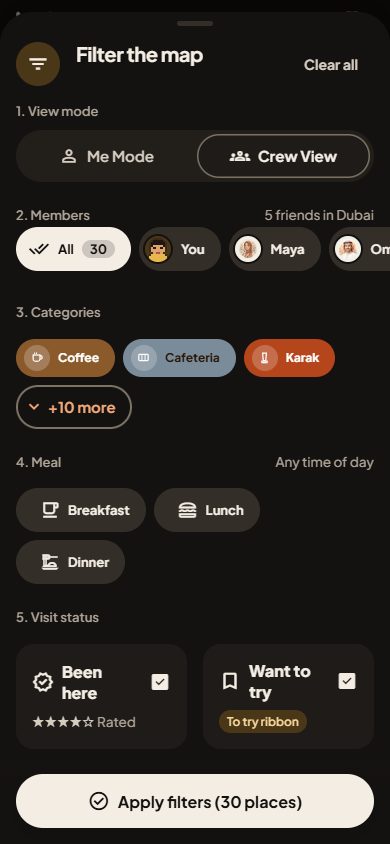 Filter the map
Clear all
1. View mode
Me Mode
Crew View
2. Members
5 friends in Dubai
All 30
You
Maya
Om
3. Categories
Coffee
Cafeteria
Karak
+10 more
4. Meal
Any time of day
Breakfast
Lunch
Dinner
5. Visit status
Been
here
★★★★☆ Rated
Want to
try
To try ribbon
Apply filters (30 places)